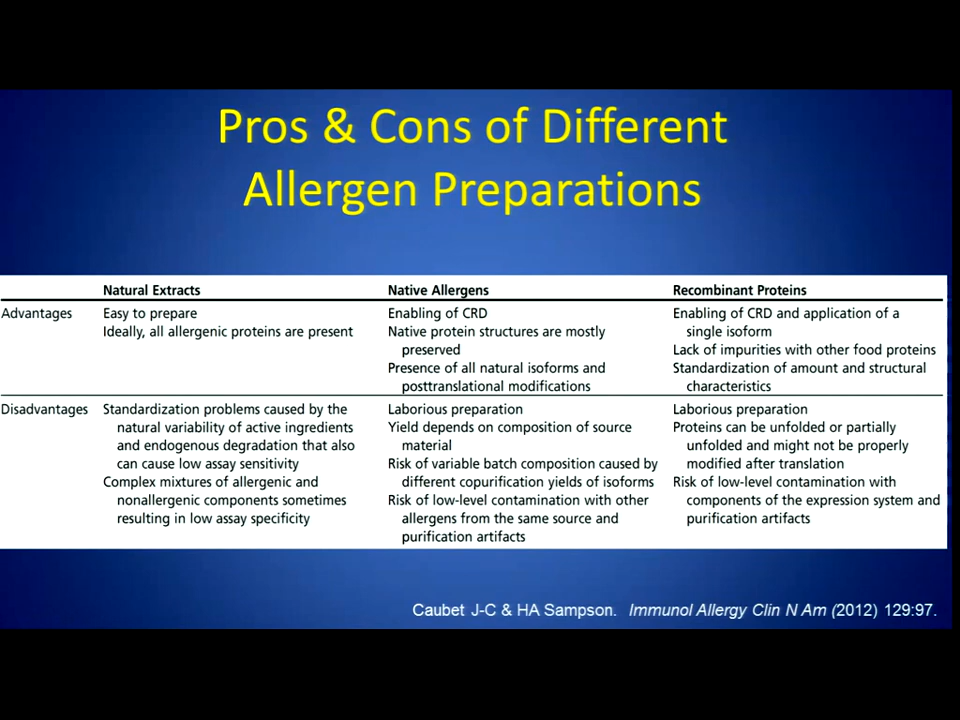 Pros & Cons of Different
Allergen Preparations
Natural Extracts
Native Allergens
Recombinant Proteins
Advantages
Easy to prepare
Ideally, all allergenic proteins are present
Enabling of CRD
Native protein structures are mostly
preserved
Presence of all natural isoforms and
posttranslational modifications
Enabling of CRD and application of a
single isoform
Lack of impurities with other food proteins
Standardization of amount and structural
characteristics
Disadvantages
Standardization problems caused by the
natural variability of active ingredients
and endogenous degradation that also
can cause low assay sensitivity
Complex mixtures of allergenic and
nonallergenic components sometimes
resulting in low assay specificity
Laborious preparation
Yield depends on composition of source
material
Risk of variable batch composition caused by
different copurification yields of isoforms
Risk of low-level contamination with other
allergens from the same source and
purification artifacts
Laborious preparation
Proteins can be unfolded or partially
unfolded and might not be properly
modified after translation
Risk of low-level contamination with
components of the expression system and
purification artifacts
Caubet J-C & HA Sampson. Immunol Allergy Clin N Am (2012) 129:97.